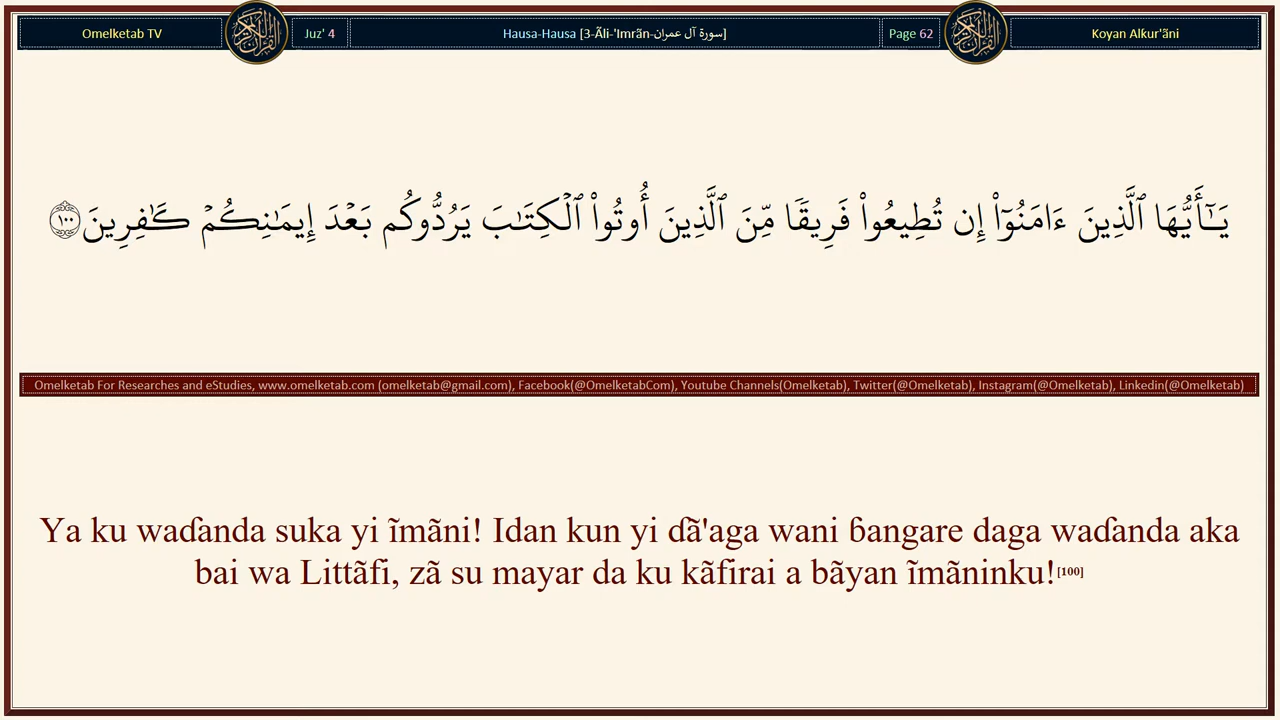 Omelketab TV
Juz' 4
Hausa-Hausa [3-Ãli-'Imrãn-سورة آل عمران]
Page 62
Koyan Alƙur'ãni
يَـٰٓأَيُّهَا ٱلَّذِينَ ءَامَنُوٓا۟ إِن تُطِيعُوا۟ فَرِيقًا مِّنَ ٱلَّذِينَ أُوتُوا۟ ٱلْكِتَـٰبَ يَرُدُّوكُم بَعْدَ إِيمَـٰنِكُمْ كَـٰفِرِينَ ١٠٠
Omelketab For Researches and eStudies, www.omelketab.com (omelketab@gmail.com), Facebook(@OmelketabCom), Youtube Channels(Omelketab), Twitter(@Omelketab), Instagram(@Omelketab), Linkedin(@Omelketab)
Ya ku waɗanda suka yi ĩmãni! Idan kun yi ɗã'aga wani ɓangare daga waɗanda aka
bai wa Littãfi, zã su mayar da ku kãfirai a bãyan ĩmãninku![100]